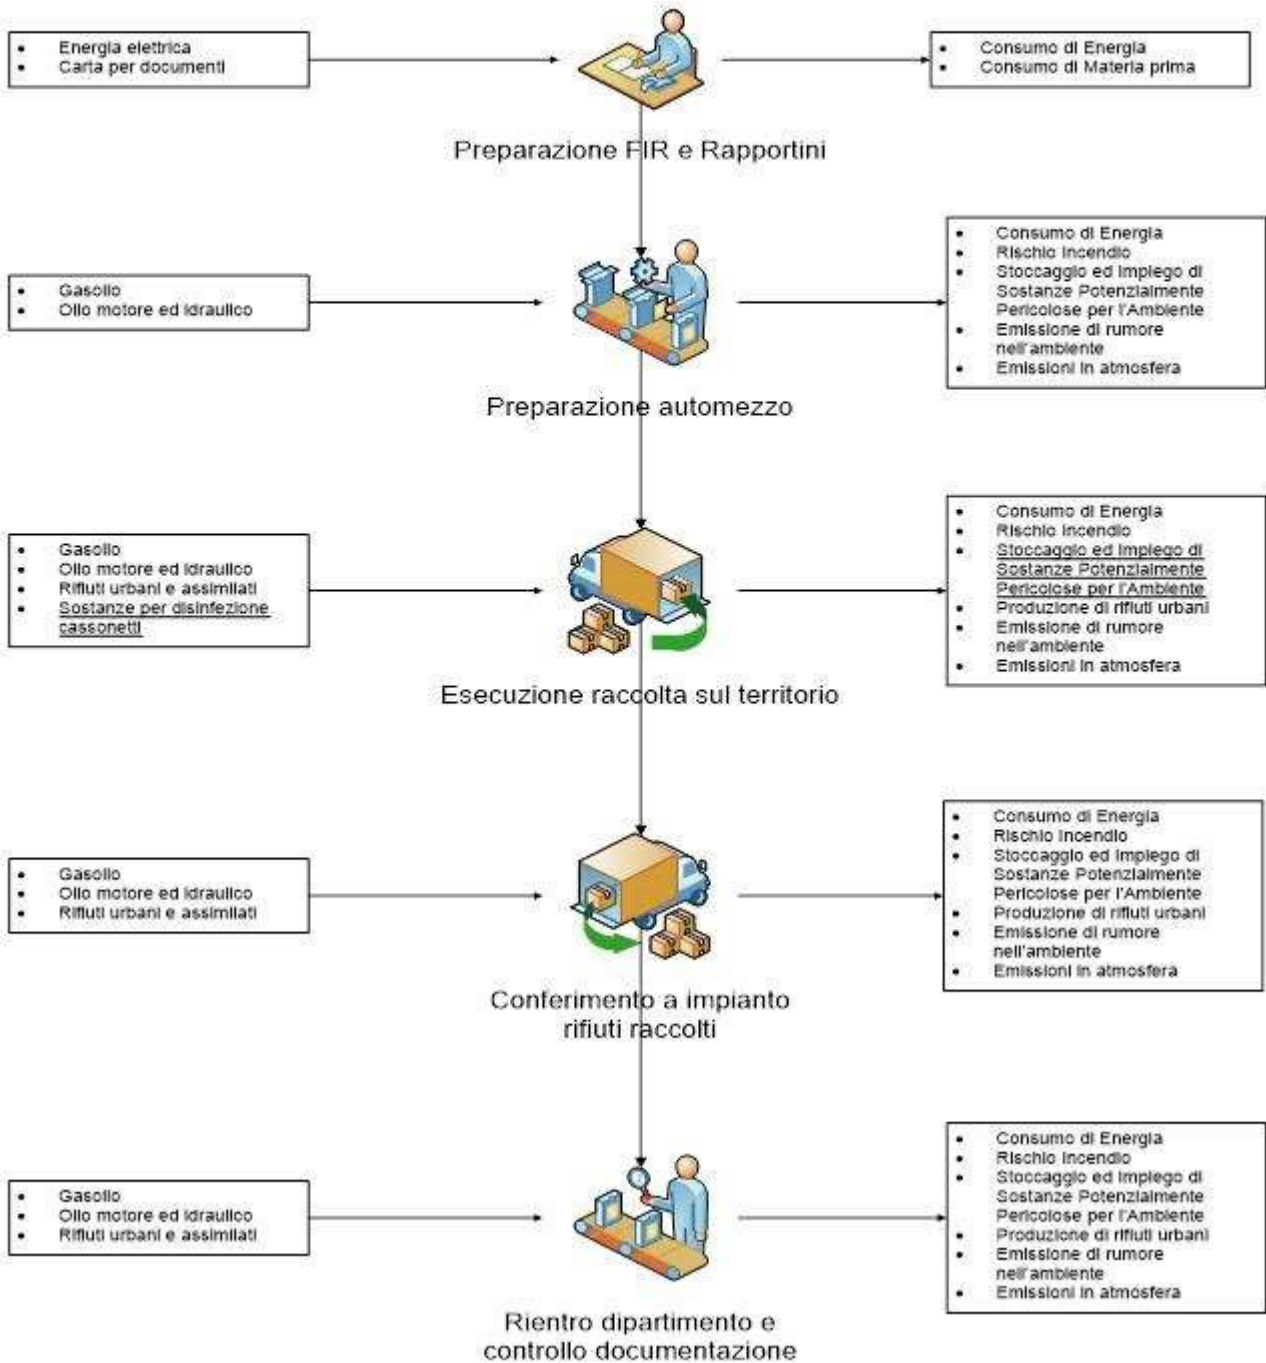 • Energia elettrica
• Carta per documenti
• Consumo di Energia
• Consumo di Materia prima
Preparazione FIR e Rapportini
• Gasolio
• Olio motore ed idraulico
• Consumo di Energia
• Rischio Incendio
• Stoccaggio ed Impiego di
Sostanze Potenzialmente
Pericolose per l'Ambiente
• Emissione di rumore
nell'ambiente
• Emissioni in atmosfera
Preparazione automezzo
• Gasolio
• Olio motore ed idraulico
• Rifiuti urbani e assimilati
• Sostanze per disinfezione
cassonetti
• Consumo di Energia
• Rischio Incendio
• Stoccaggio ed Impiego di
Sostanze Potenzialmente
Pericolose per l'Ambiente
• Produzione di rifiuti urbani
• Emissione di rumore
nell'ambiente
• Emissioni in atmosfera
Esecuzione raccolta sul territorio
• Gasolio
• Olio motore ed idraulico
• Rifiuti urbani e assimilati
• Consumo di Energia
• Rischio Incendio
• Stoccaggio ed Impiego di
Sostanze Potenzialmente
Pericolose per l'Ambiente
• Produzione di rifiuti urbani
• Emissione di rumore
nell'ambiente
• Emissioni in atmosfera
Conferimento a impianto
rifiuti raccolti
• Gasolio
• Olio motore ed idraulico
• Rifiuti urbani e assimilati
• Consumo di Energia
• Rischio Incendio
• Stoccaggio ed Impiego di
Sostanze Potenzialmente
Pericolose per l'Ambiente
• Produzione di rifiuti urbani
• Emissione di rumore
nell'ambiente
• Emissioni in atmosfera
Rientro dipartimento e
controllo documentazione